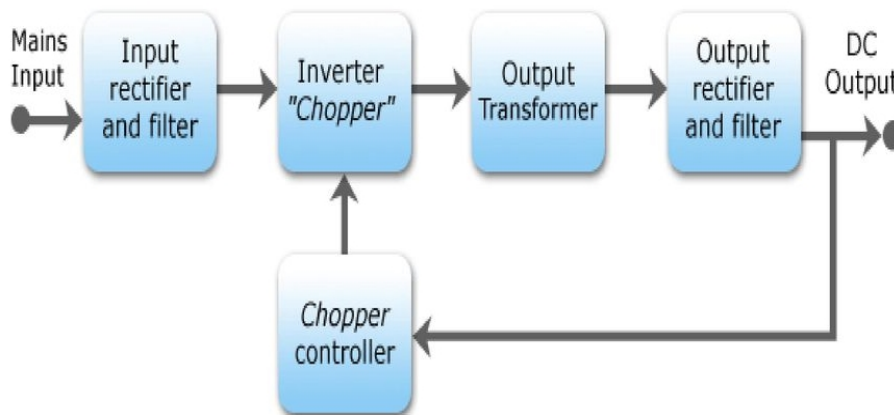 Mains
Input
Input
rectifier
and filter
Inverter
"Chopper"
Output
Transformer
Output
rectifier
and filter
DC
Output
Chopper
controller